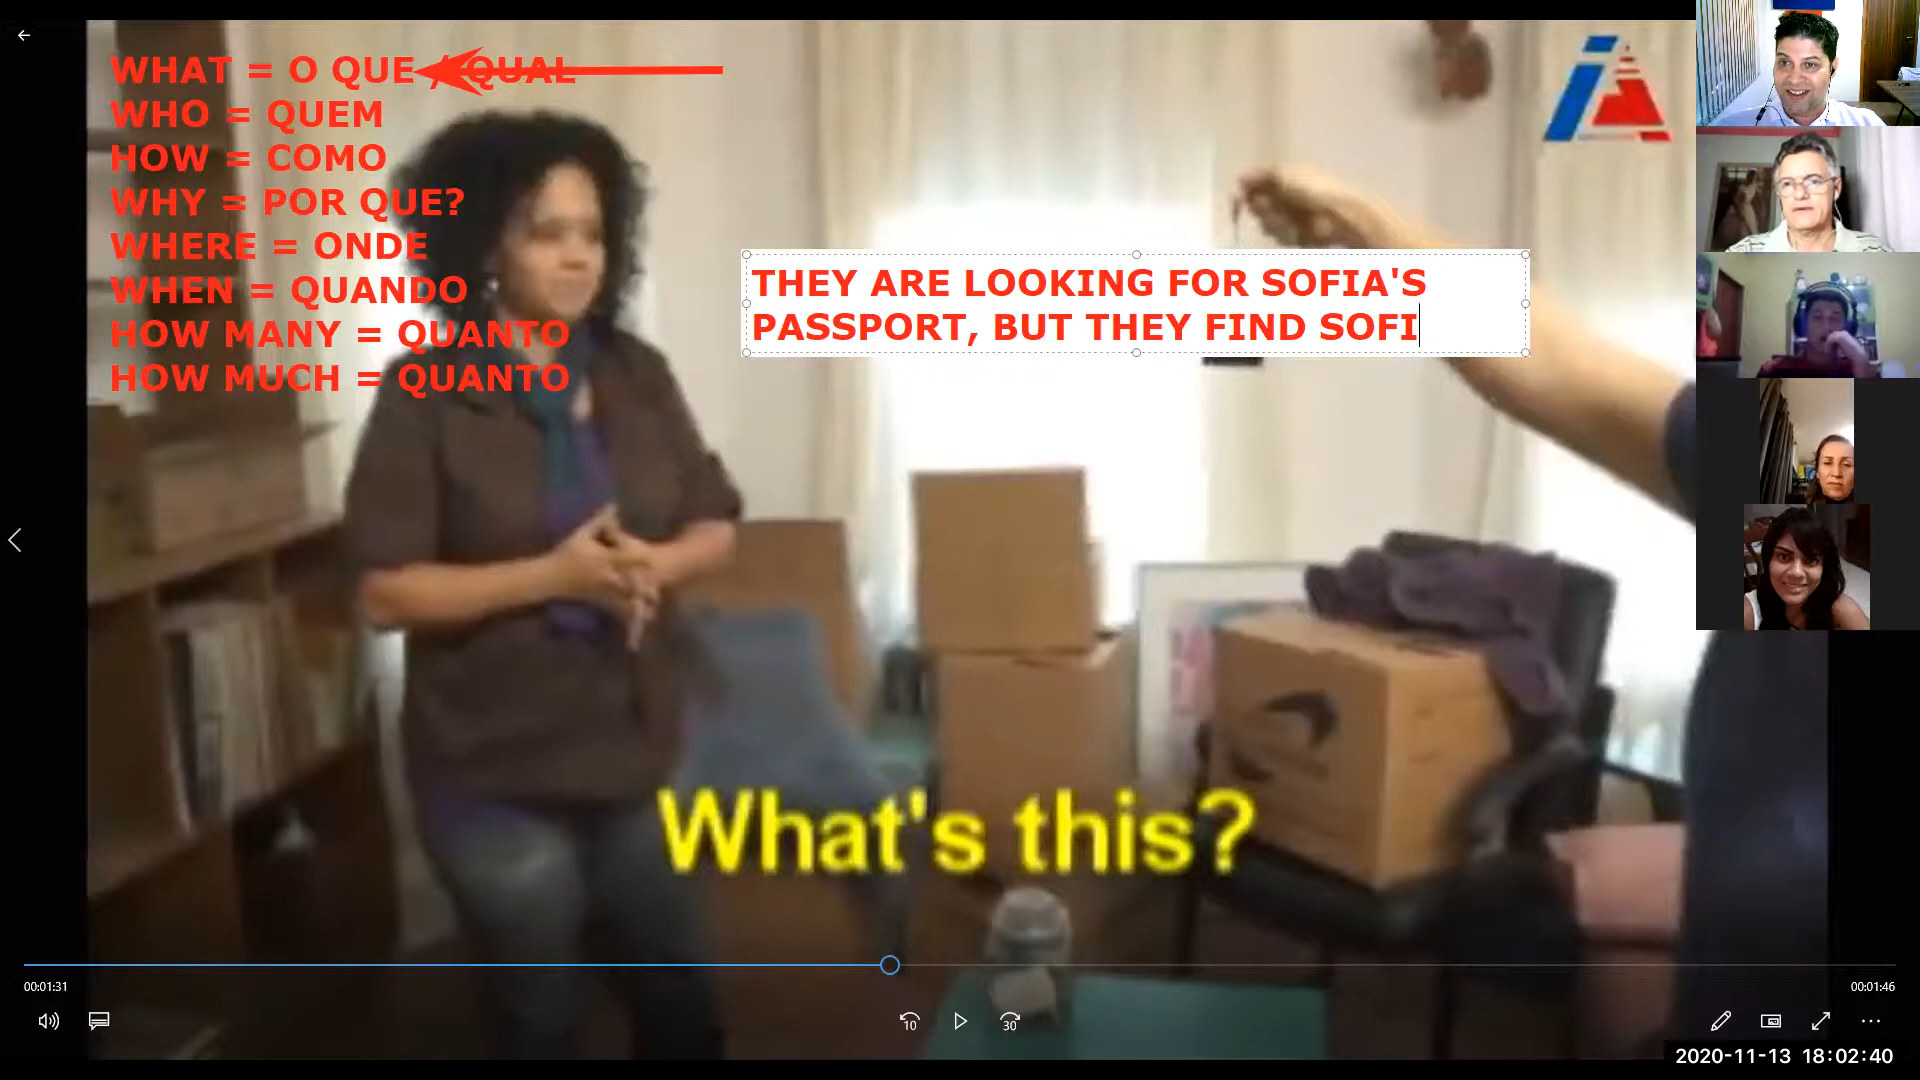 WHAT = O QUE / QUAL
WHO = QUEM
HOW = COMO
WHY = POR QUE?
WHERE = ONDE
WHEN = QUANDO
HOW MANY = QUANTO
HOW MUCH = QUANTO
THEY ARE LOOKING FOR SOFIA'S
PASSPORT, BUT THEY FIND SOFI
What's this?
00:01:31
00:01:46
10
30
2020-11-13 18:02:40